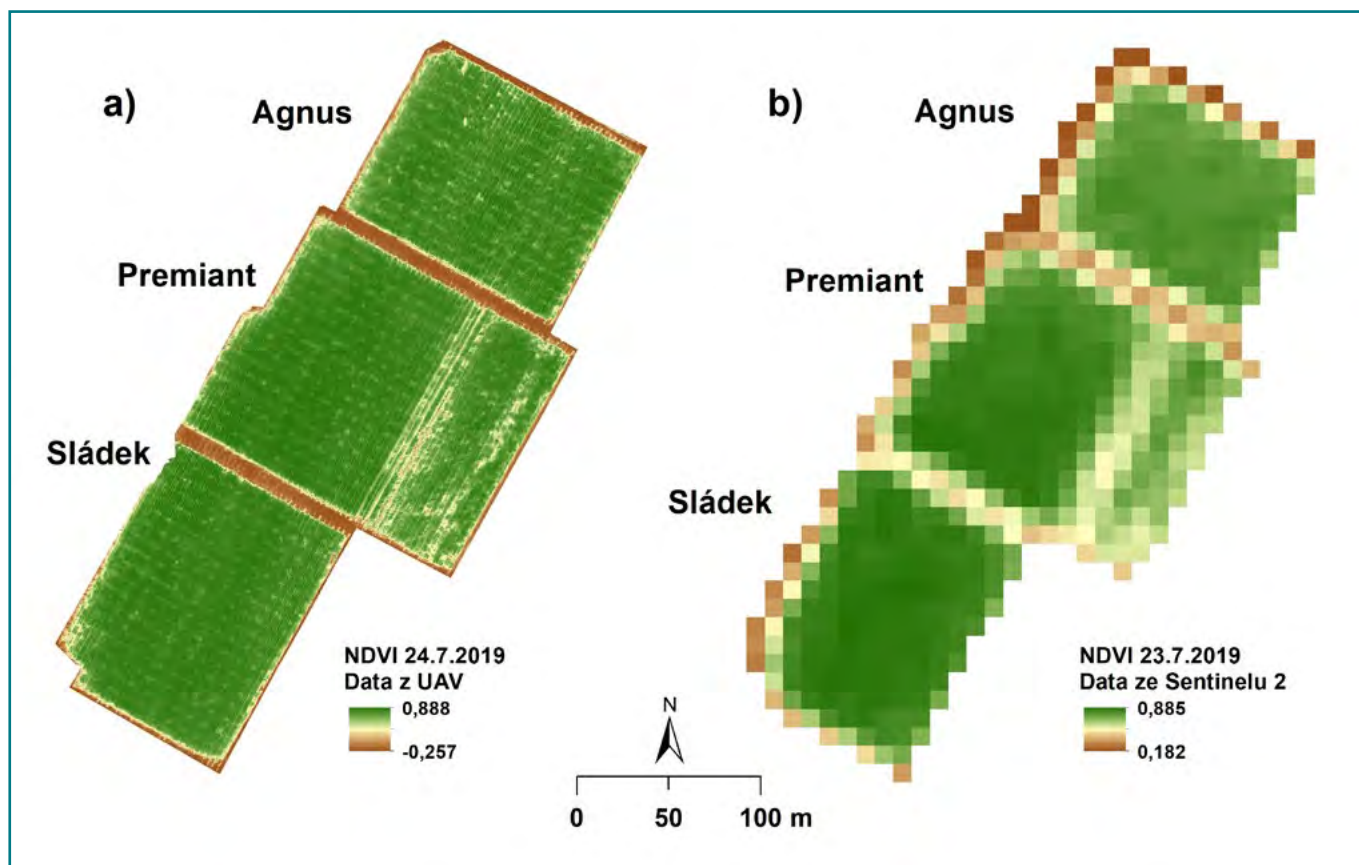 a)
Agnus
Premiant
Sládek
NDVI 24.7.2019
Data z UAV
0,888
-0,257
b)
Agnus
Premiant
Sládek
NDVI 23.7.2019
Data ze Sentinelu 2
0,885
0,182
N
0 50 100 m